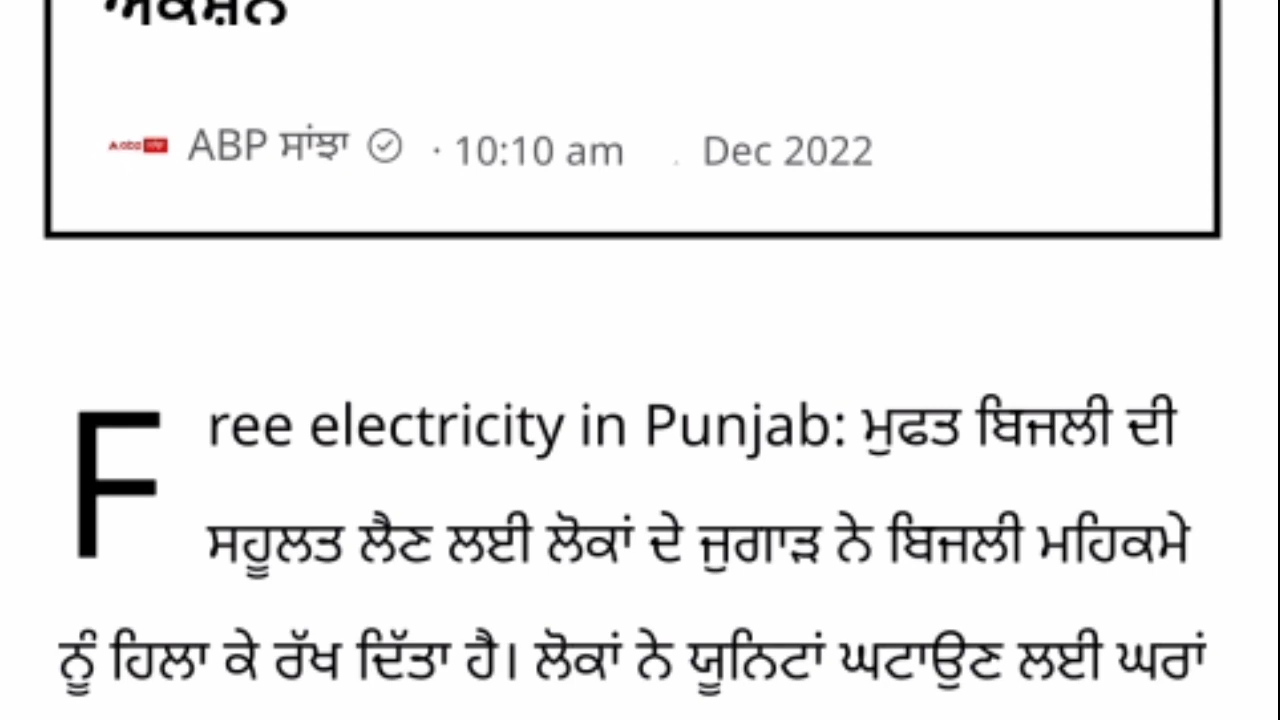 ਐਕਸ਼ਨ
ABP ਸਾਂਝਾ · 10:10 am Dec 2022
Free electricity in Punjab: ਮੁਫਤ ਬਿਜਲੀ ਦੀ
ਸਹੂਲਤ ਲੈਣ ਲਈ ਲੋਕਾਂ ਦੇ ਜੁਗਾੜ ਨੇ ਬਿਜਲੀ ਮਹਿਕਮੇ
ਨੂੰ ਹਿਲਾ ਕੇ ਰੱਖ ਦਿੱਤਾ ਹੈ। ਲੋਕਾਂ ਨੇ ਯੂਨਿਟਾਂ ਘਟਾਉਣ ਲਈ ਘਰਾਂ